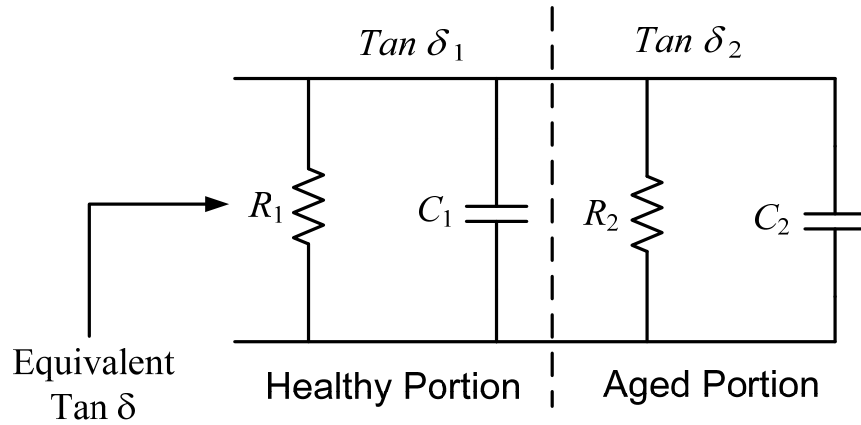 Tan δ1
Tan δ2
R1
C1
R2
C2
Equivalent
Tan δ
Healthy Portion
Aged Portion